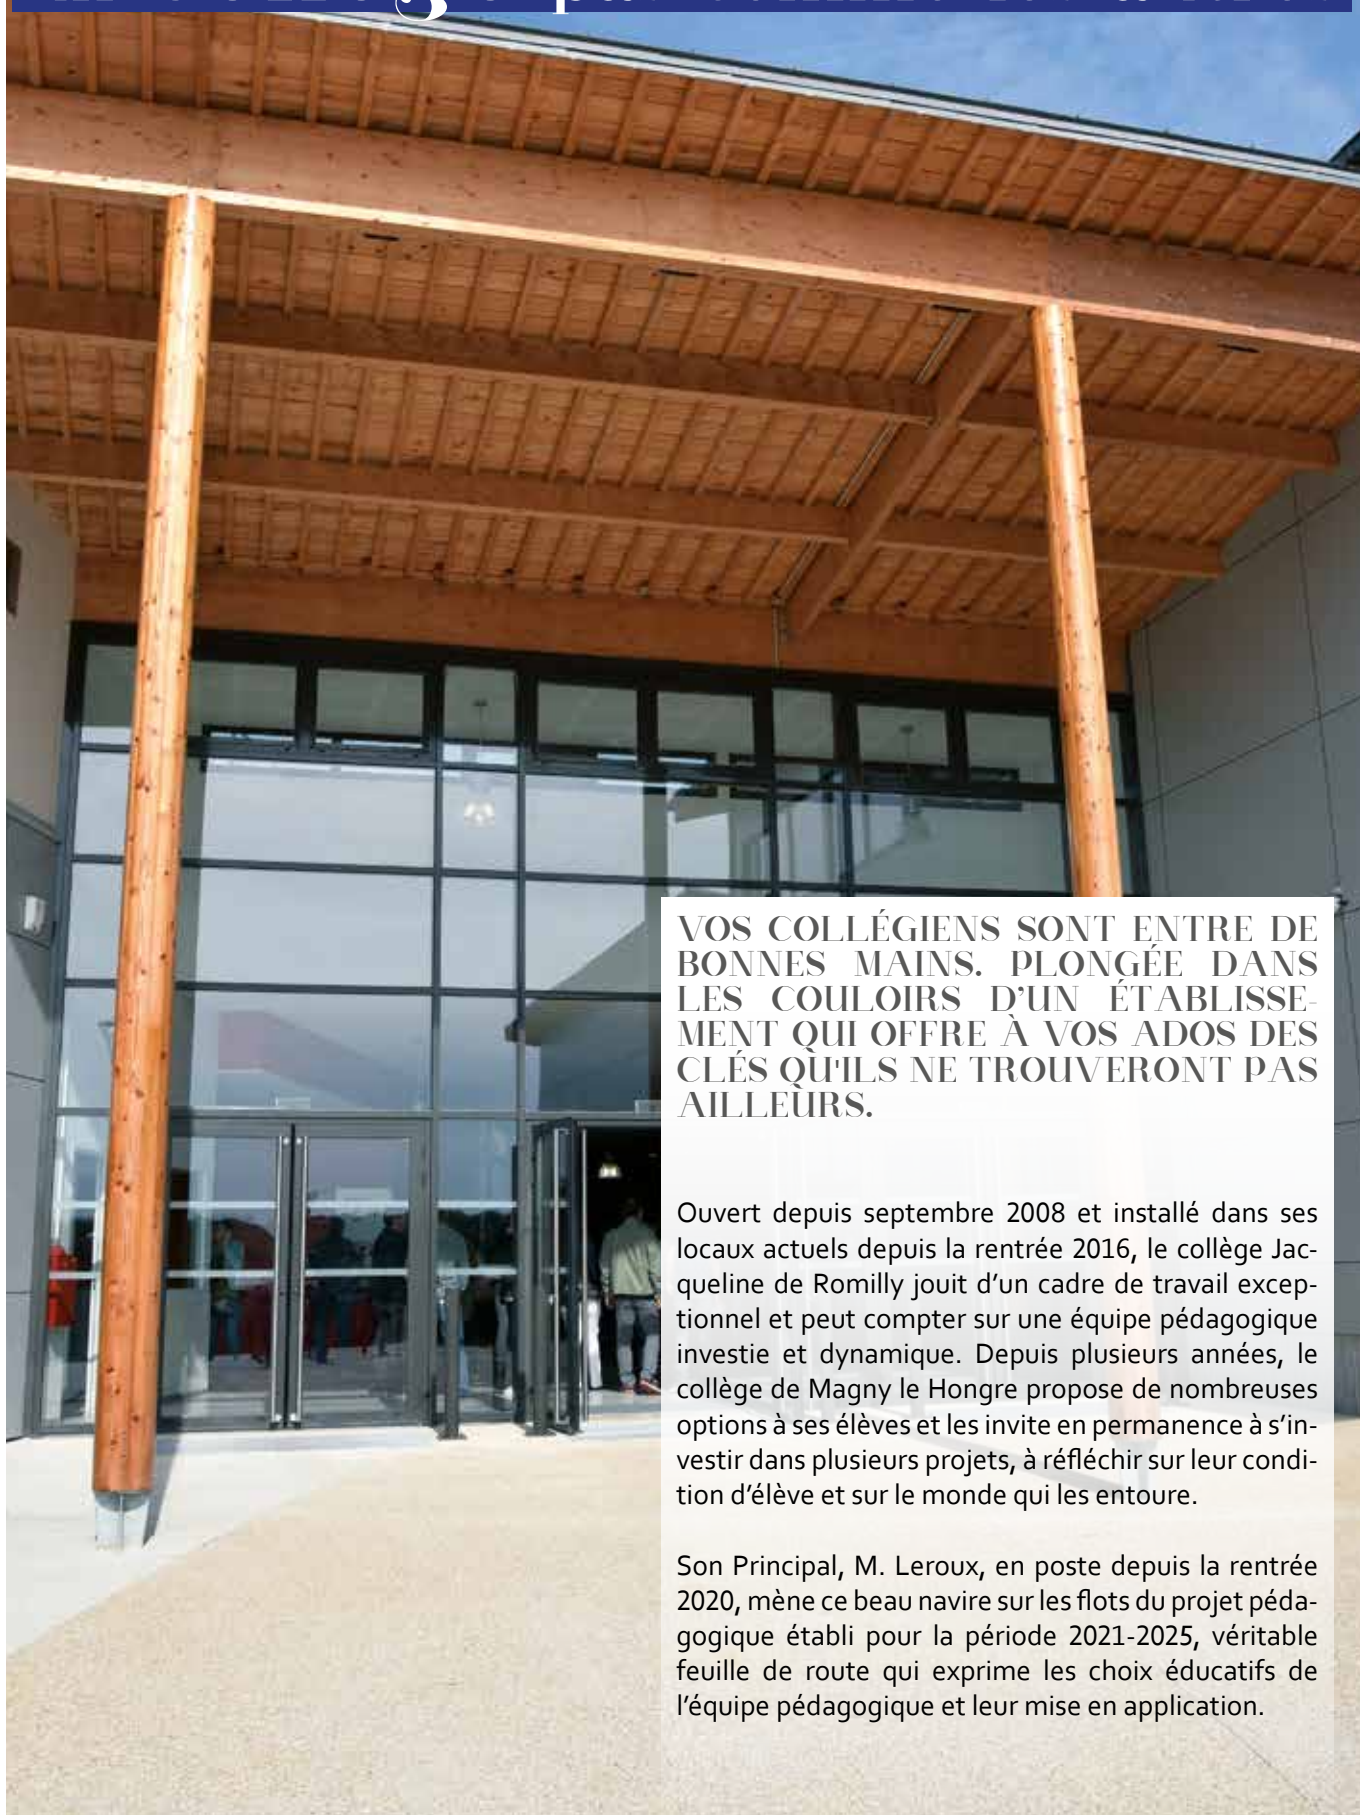 VOS COLLÉGIENS SONT ENTRE DE
BONNES MAINS. PLONGÉE DANS
LES COULOIRS D'UN ÉTABLISSE-
MENT QUI OFFRE À VOS ADOS DES
CLÉS QU'ILS NE TROUVERONT PAS
AILLEURS.
Ouvert depuis septembre 2008 et installé dans ses
locaux actuels depuis la rentrée 2016, le collège Jac-
queline de Romilly jouit d'un cadre de travail excep-
tionnel et peut compter sur une équipe pédagogique
investie et dynamique. Depuis plusieurs années, le
collège de Magny le Hongre propose de nombreuses
options à ses élèves et les invite en permanence à s'in-
vestir dans plusieurs projets, à réfléchir sur leur condi-
tion d'élève et sur le monde qui les entoure.
Son Principal, M. Leroux, en poste depuis la rentrée
2020, mène ce beau navire sur les flots du projet péda-
gogique établi pour la période 2021-2025, véritable
feuille de route qui exprime les choix éducatifs de
l'équipe pédagogique et leur mise en application.